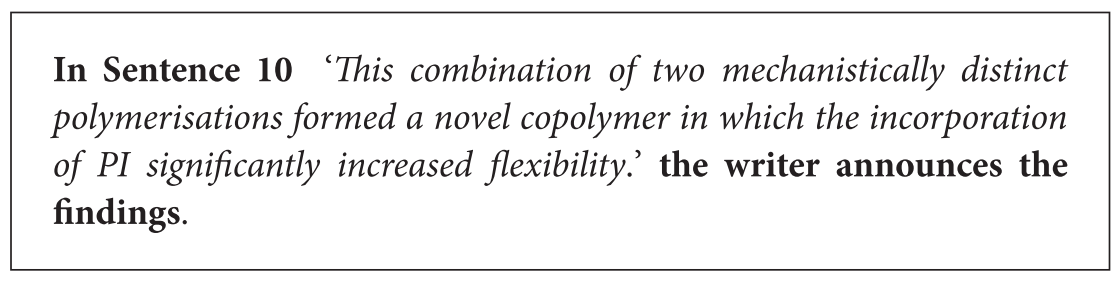 In Sentence 10 ‘This combination of two mechanistically distinct
polymerisations formed a novel copolymer in which the incorporation
of PI significantly increased flexibility.’ the writer announces the
findings.